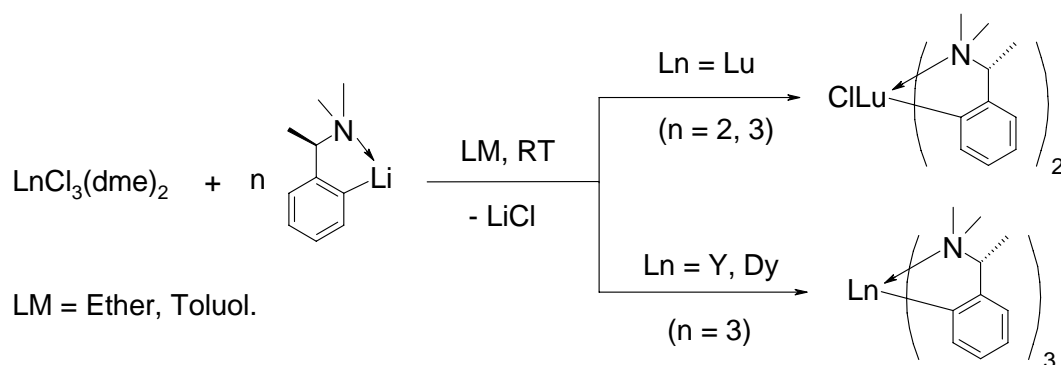 LnCl3(dme)2 + n
N
Li
LM, RT
- LiCl
LM = Ether, Toluol.
Ln = Lu
(n = 2, 3)
ClLu
N
2
Ln = Y, Dy
(n = 3)
Ln
N
3